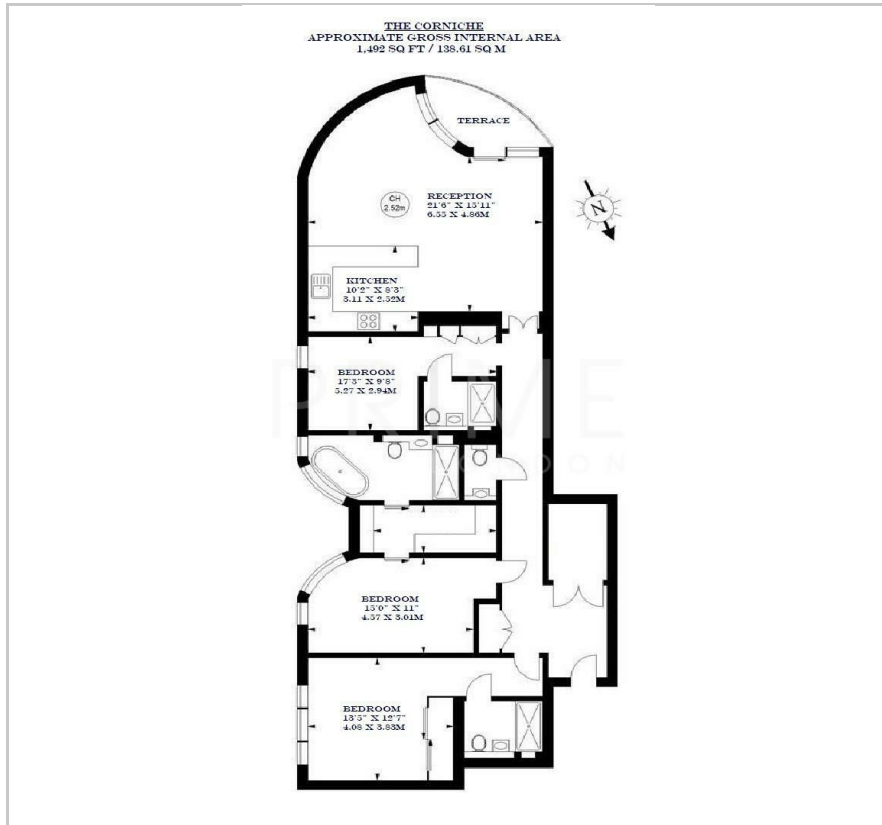 THE CORNICHE
APPROXIMATE GROSS INTERNAL AREA
1,492 SQ FT / 138.61 SQ M
TERRACE
CH
2.52m
RECEPTION
21'6" X 15'11"
6.55 X 4.86M
N
KITCHEN
10'2" X 8'3"
3.11 X 2.52M
BEDROOM
17'3" X 9'8"
5.27 X 2.94M
PRIME
LONDON
BEDROOM
15'0" X 11"
4.57 X 3.01M
BEDROOM
13'5" X 12'7"
4.08 X 3.83M